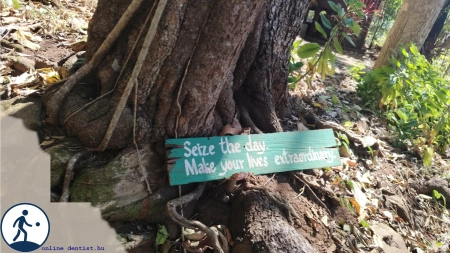 Seize the day.
Make your lives extraordinary.
online dentist.hu